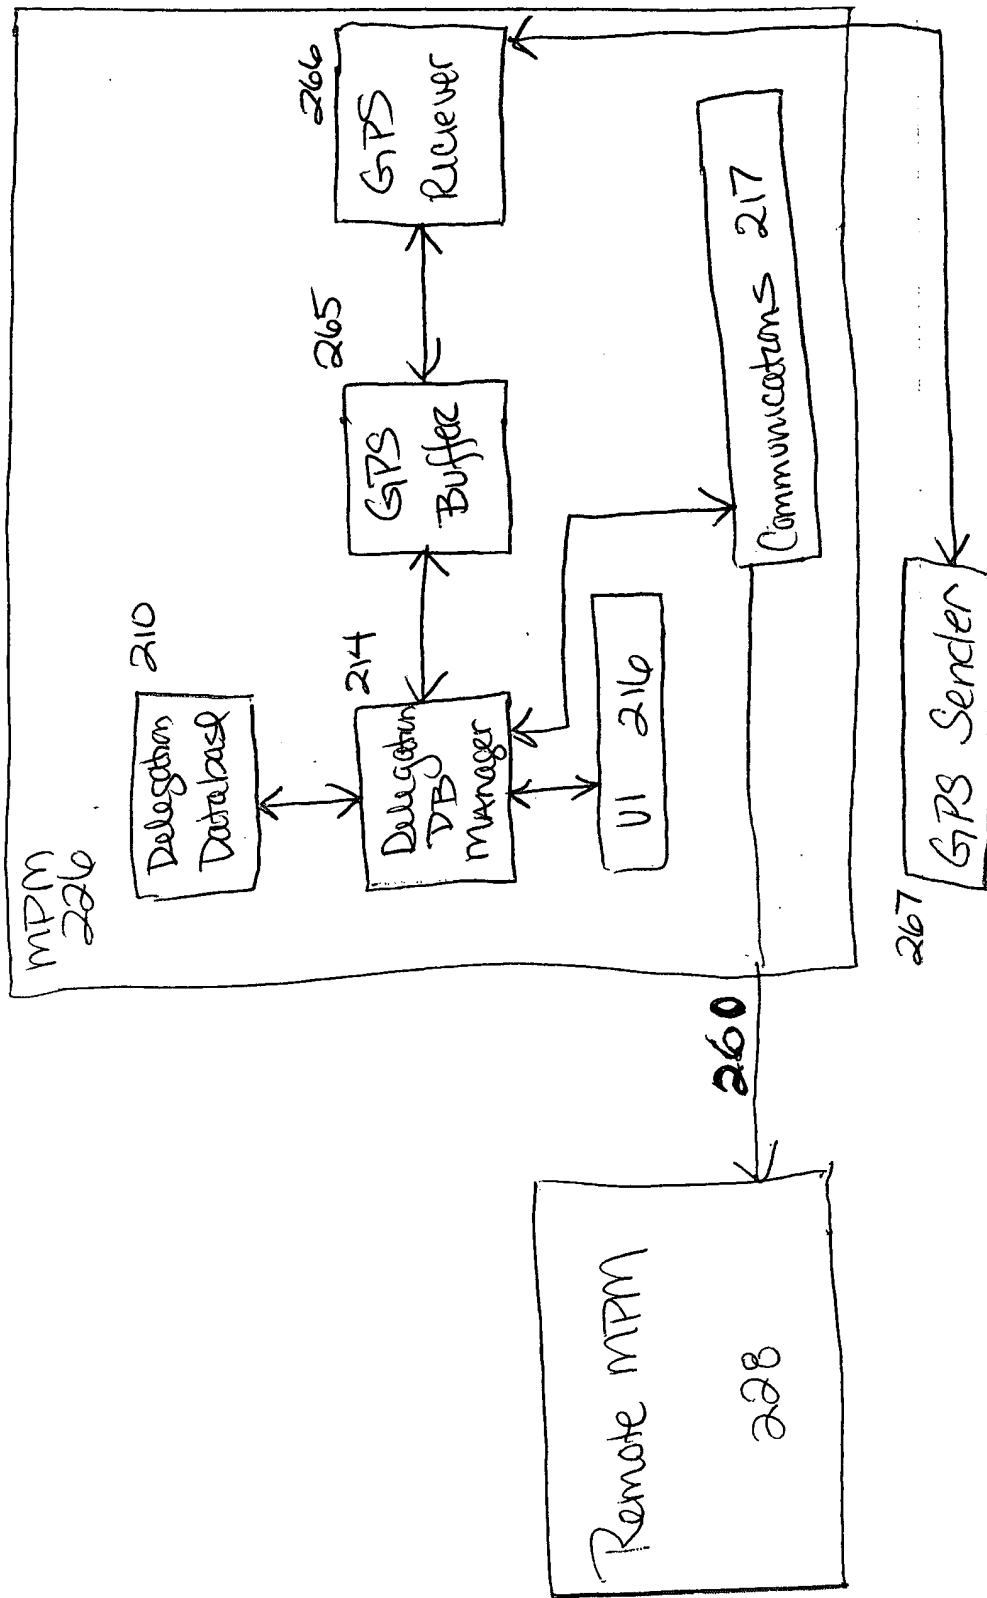 MPM
226
Delegation
Database
210
Delegation
DB
Manager
214
GPS
Buffer
265
GPS
Riciever
266
UI 216
Communications 217
Remote MPM
228
260
267
GPS Sender